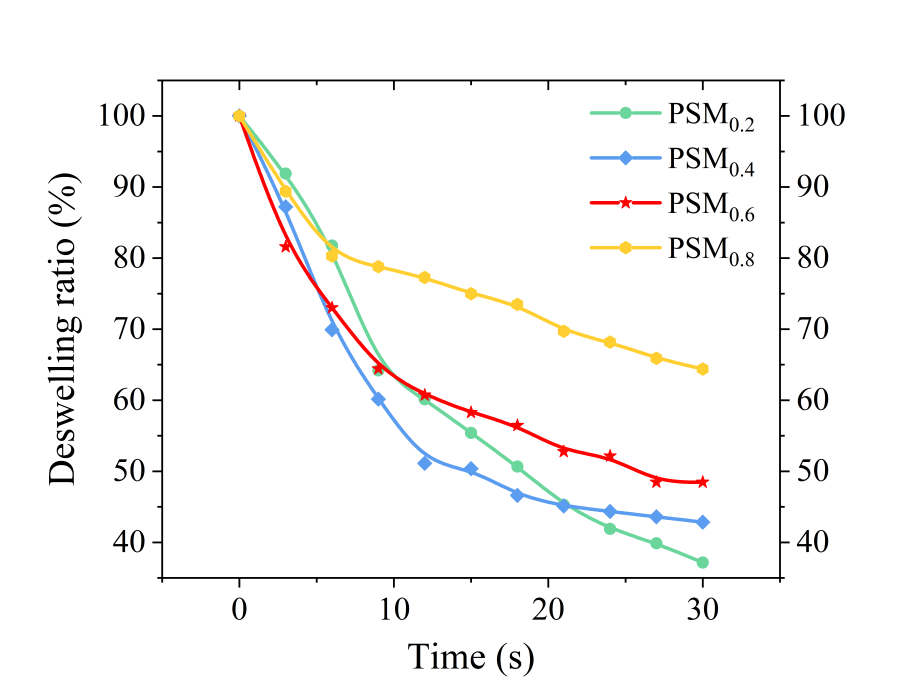 100 100
90 90
80 80
70 70
60 60
50 50
40 40
0 10 20 30
Time (s)
Deswelling ratio (%)
PSM0.2
PSM0.4
PSM0.6
PSM0.8